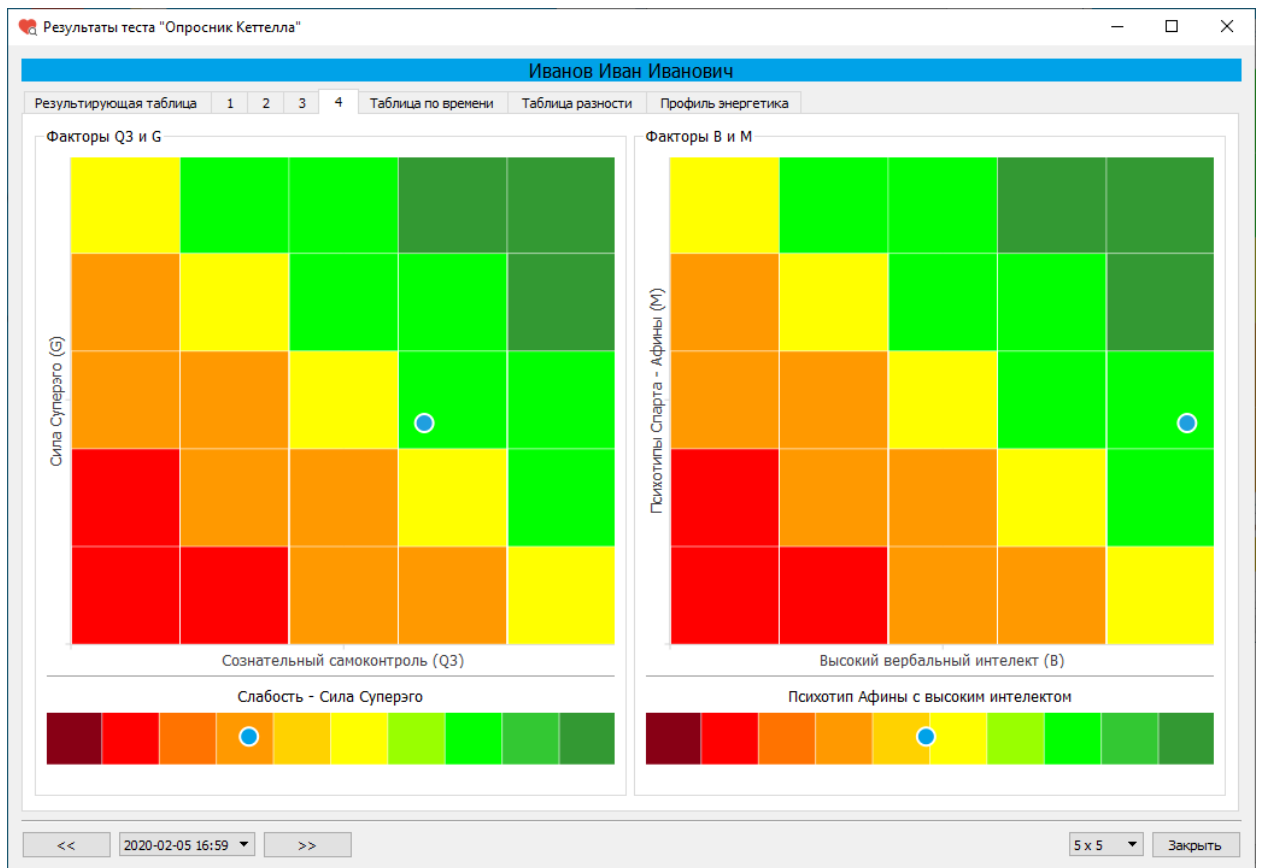 Результаты теста "Опросник Кеттелла"
Иванов Иван Иванович
Результирующая таблица 1 2 3 4 Таблица по времени Таблица разности Профиль энергетика
Факторы Q3 и G
Сила Суперэго (G)
Сознательный самоконтроль (Q3)
Слабость - Сила Суперэго
Факторы B и M
Психотипы Спарта - Афины (M)
Высокий вербальный интелект (B)
Психотип Афины с высоким интелектом
<< 2020-02-05 16:59 >> 5 x 5 Закрыть